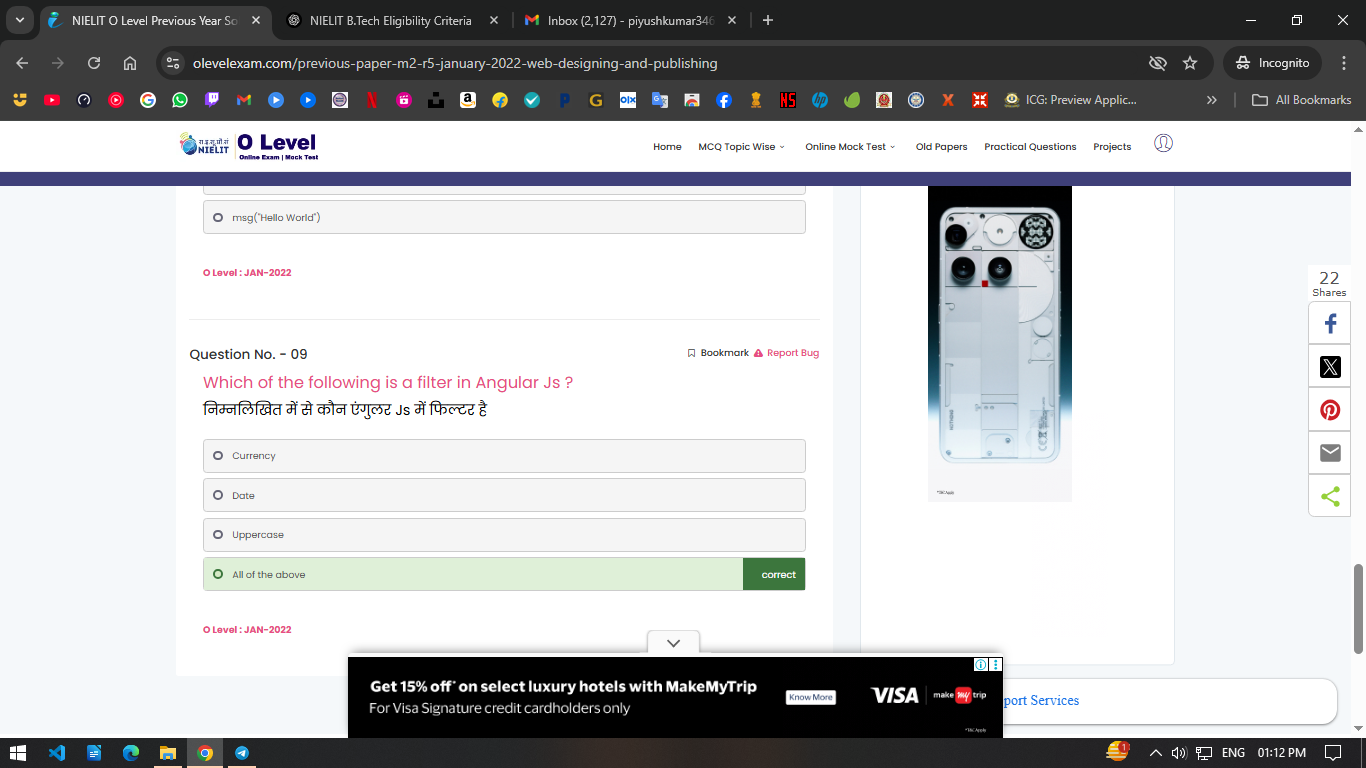 NIELIT O Level Previous Year So
NIELIT B.Tech Eligibility Criteria
Inbox (2,127) - piyushkumar346
olevelexam.com/previous-paper-m2-r5-january-2022-web-designing-and-publishing
Incognito
ICG: Preview Applic...
All Bookmarks
रा.इ.सू.प्रौ.सं
NIELIT
O Level
Online Exam | Mock Test
Home
MCQ Topic Wise
Online Mock Test
Old Papers
Practical Questions
Projects
msg("Hello World")
O Level : JAN-2022
22
Shares
Question No. - 09
Bookmark
Report Bug
Which of the following is a filter in Angular Js ?
निम्नलिखित में से कौन एंगुलर Js में फिल्टर है
Currency
Date
Uppercase
All of the above
correct
O Level : JAN-2022
*T&C Apply
Get 15% off* on select luxury hotels with MakeMyTrip
For Visa Signature credit cardholders only
Know More
VISA
make my trip
*T&C Apply
port Services
ENG
01:12 PM